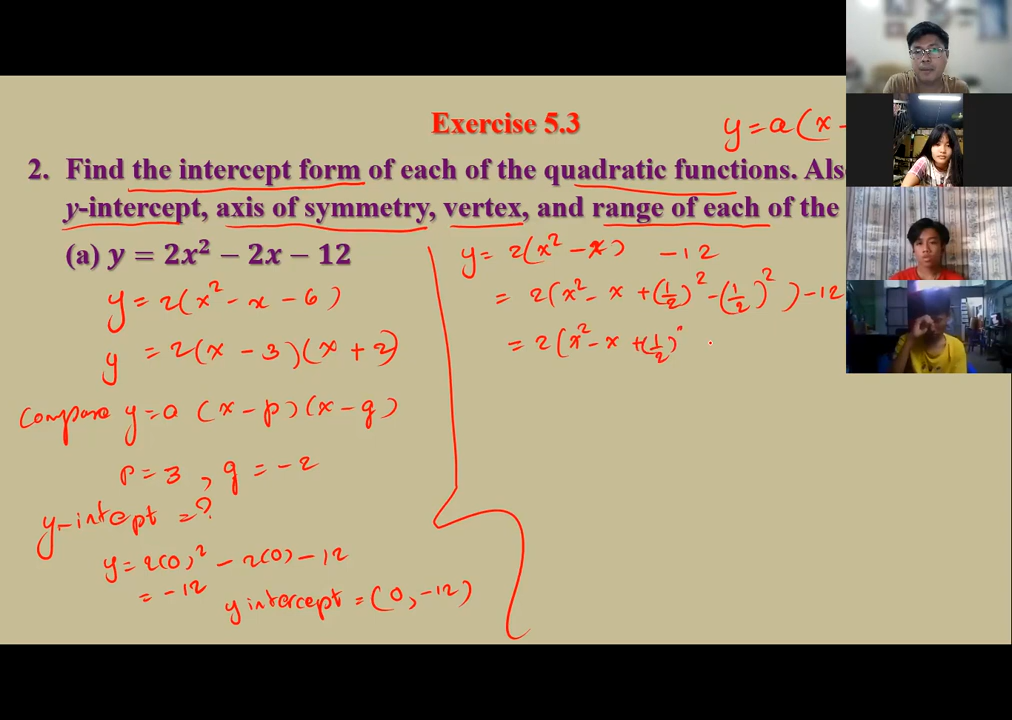 Exercise 5.3
y = a(x -
2. Find the intercept form of each of the quadratic functions. Als
y-intercept, axis of symmetry, vertex, and range of each of the
(a) y = 2x² − 2x − 12
y = 2(x² - x - 6)
y = 2(x - 3)(x + 2)
compare y = a (x - p)(x - q)
p = 3, q = -2
y-intcept = ?
y = 2(0)² - 2(0) - 12
= -12
y intercept = (0, -12)
y = 2(x² - x) - 12
= 2(x² - x + (1/2)² - (1/2)²) - 12
= 2(x² - x + (1/2)"